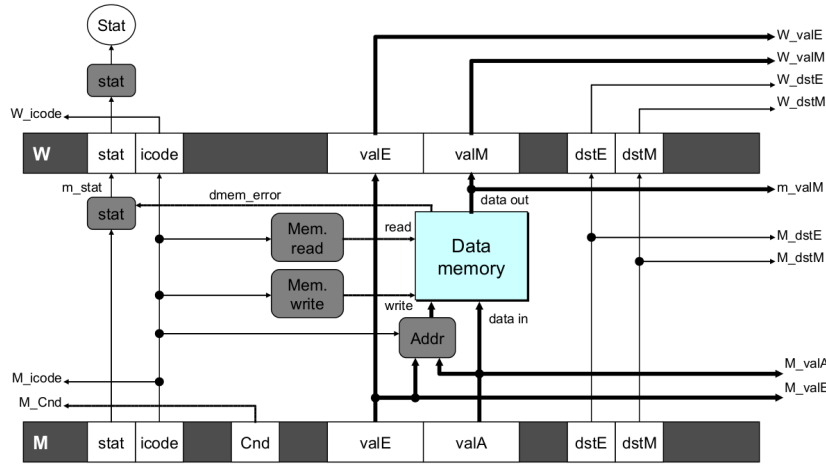 Stat
W_valE
W_valM
stat
W_dstE
W_dstM
W_icode
W stat icode valE valM dstE dstM
m_stat
dmem_error
m_valM
data out
stat
Mem.
read
read
Data
memory
M_dstE
M_dstM
Mem.
write
write
data in
Addr
M_valA
M_icode
M_valE
M_Cnd
M stat icode Cnd valE valA dstE dstM